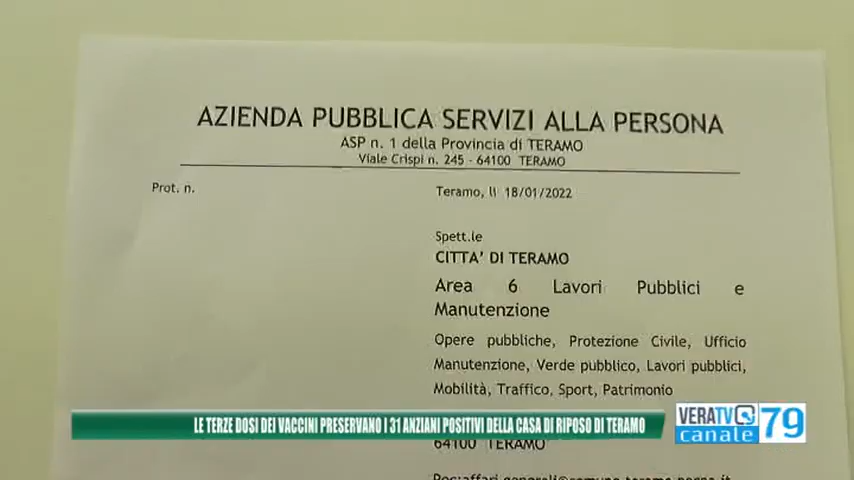 AZIENDA PUBBLICA SERVIZI ALLA PERSONA
ASP n. 1 della Provincia di TERAMO
Viale Crispi n. 245 - 64100 TERAMO
Prot. n.
Teramo, lì 18/01/2022
Spett.le
CITTA' DI TERAMO
Area 6 Lavori Pubblici e
Manutenzione
Opere pubbliche, Protezione Civile, Ufficio
Manutenzione, Verde pubblico, Lavori pubblici,
Mobilità, Traffico, Sport, Patrimonio
LE TERZE DOSI DEI VACCINI PRESERVANO I 31 ANZIANI POSITIVI DELLA CASA DI RIPOSO DI TERAMO
VERATV
canale 79
64100 TERAMO